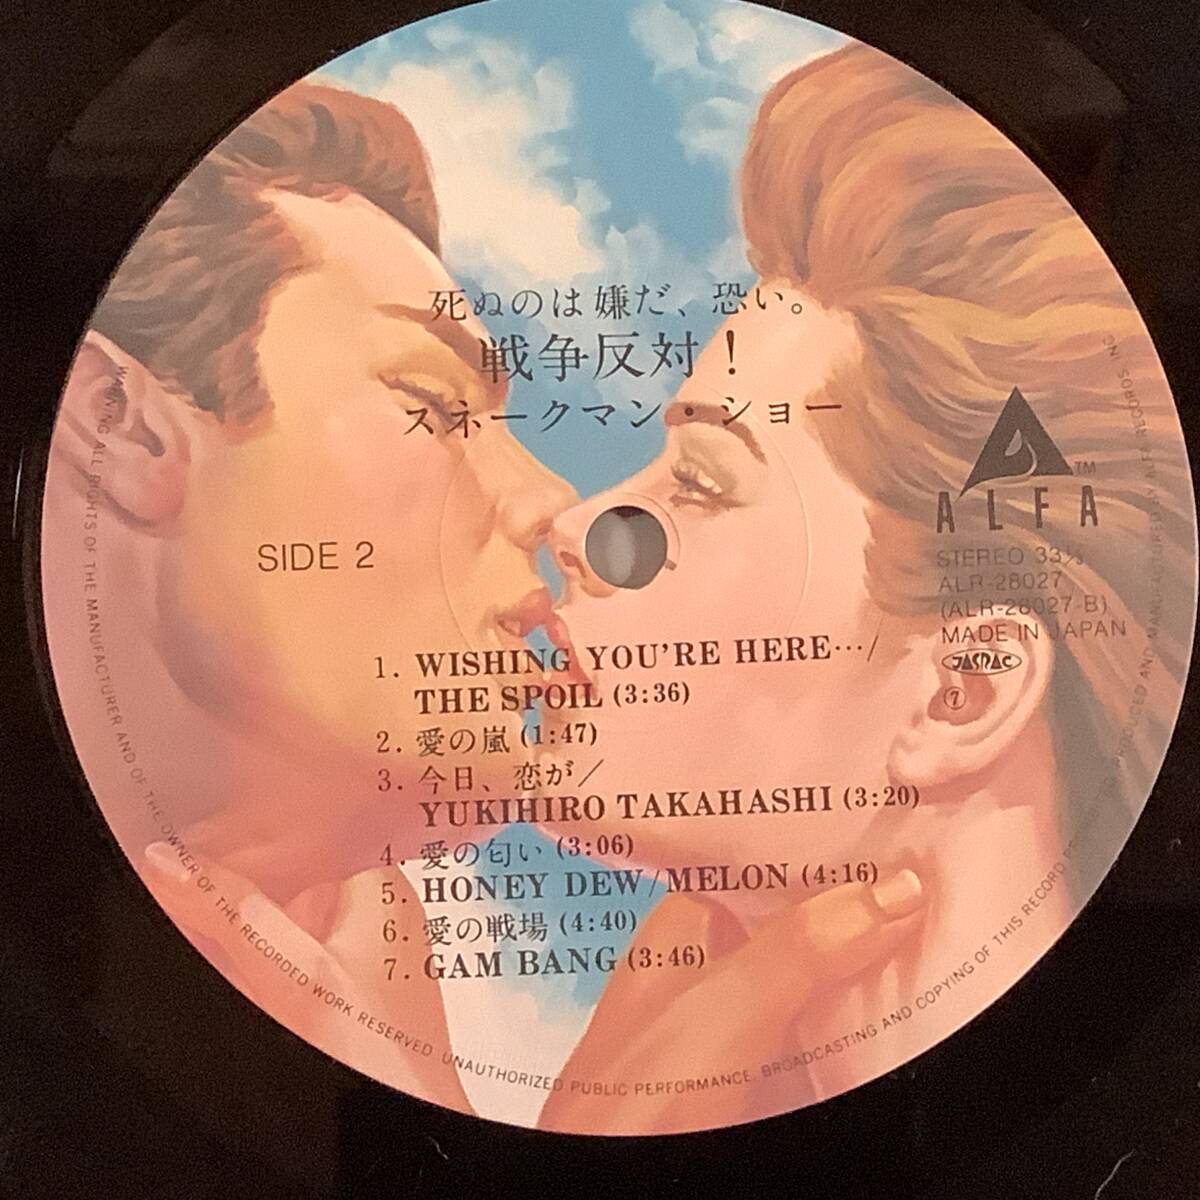 死ぬのは嫌だ、恐い。
戦争反対！
スネークマン・ショー
SIDE 2
ALFA™
STEREO 33⅓
ALR-28027
(ALR-28027-B)
MADE IN JAPAN
JASRAC
⑦
1. WISHING YOU'RE HERE…/
THE SPOIL (3:36)
2. 愛の嵐 (1:47)
3. 今日、恋が/
YUKIHIRO TAKAHASHI (3:20)
4. 愛の匂い (3:06)
5. HONEY DEW/MELON (4:16)
6. 愛の戦場 (4:40)
7. GAM BANG (3:46)
WARNING ALL RIGHTS OF THE MANUFACTURER AND OF THE OWNER OF THE RECORDED WORK RESERVED. UNAUTHORIZED PUBLIC PERFORMANCE. BROADCASTING AND COPYING OF THIS RECORD PRODUCED AND MANUFACTURED BY ALFA RECORDS, INC